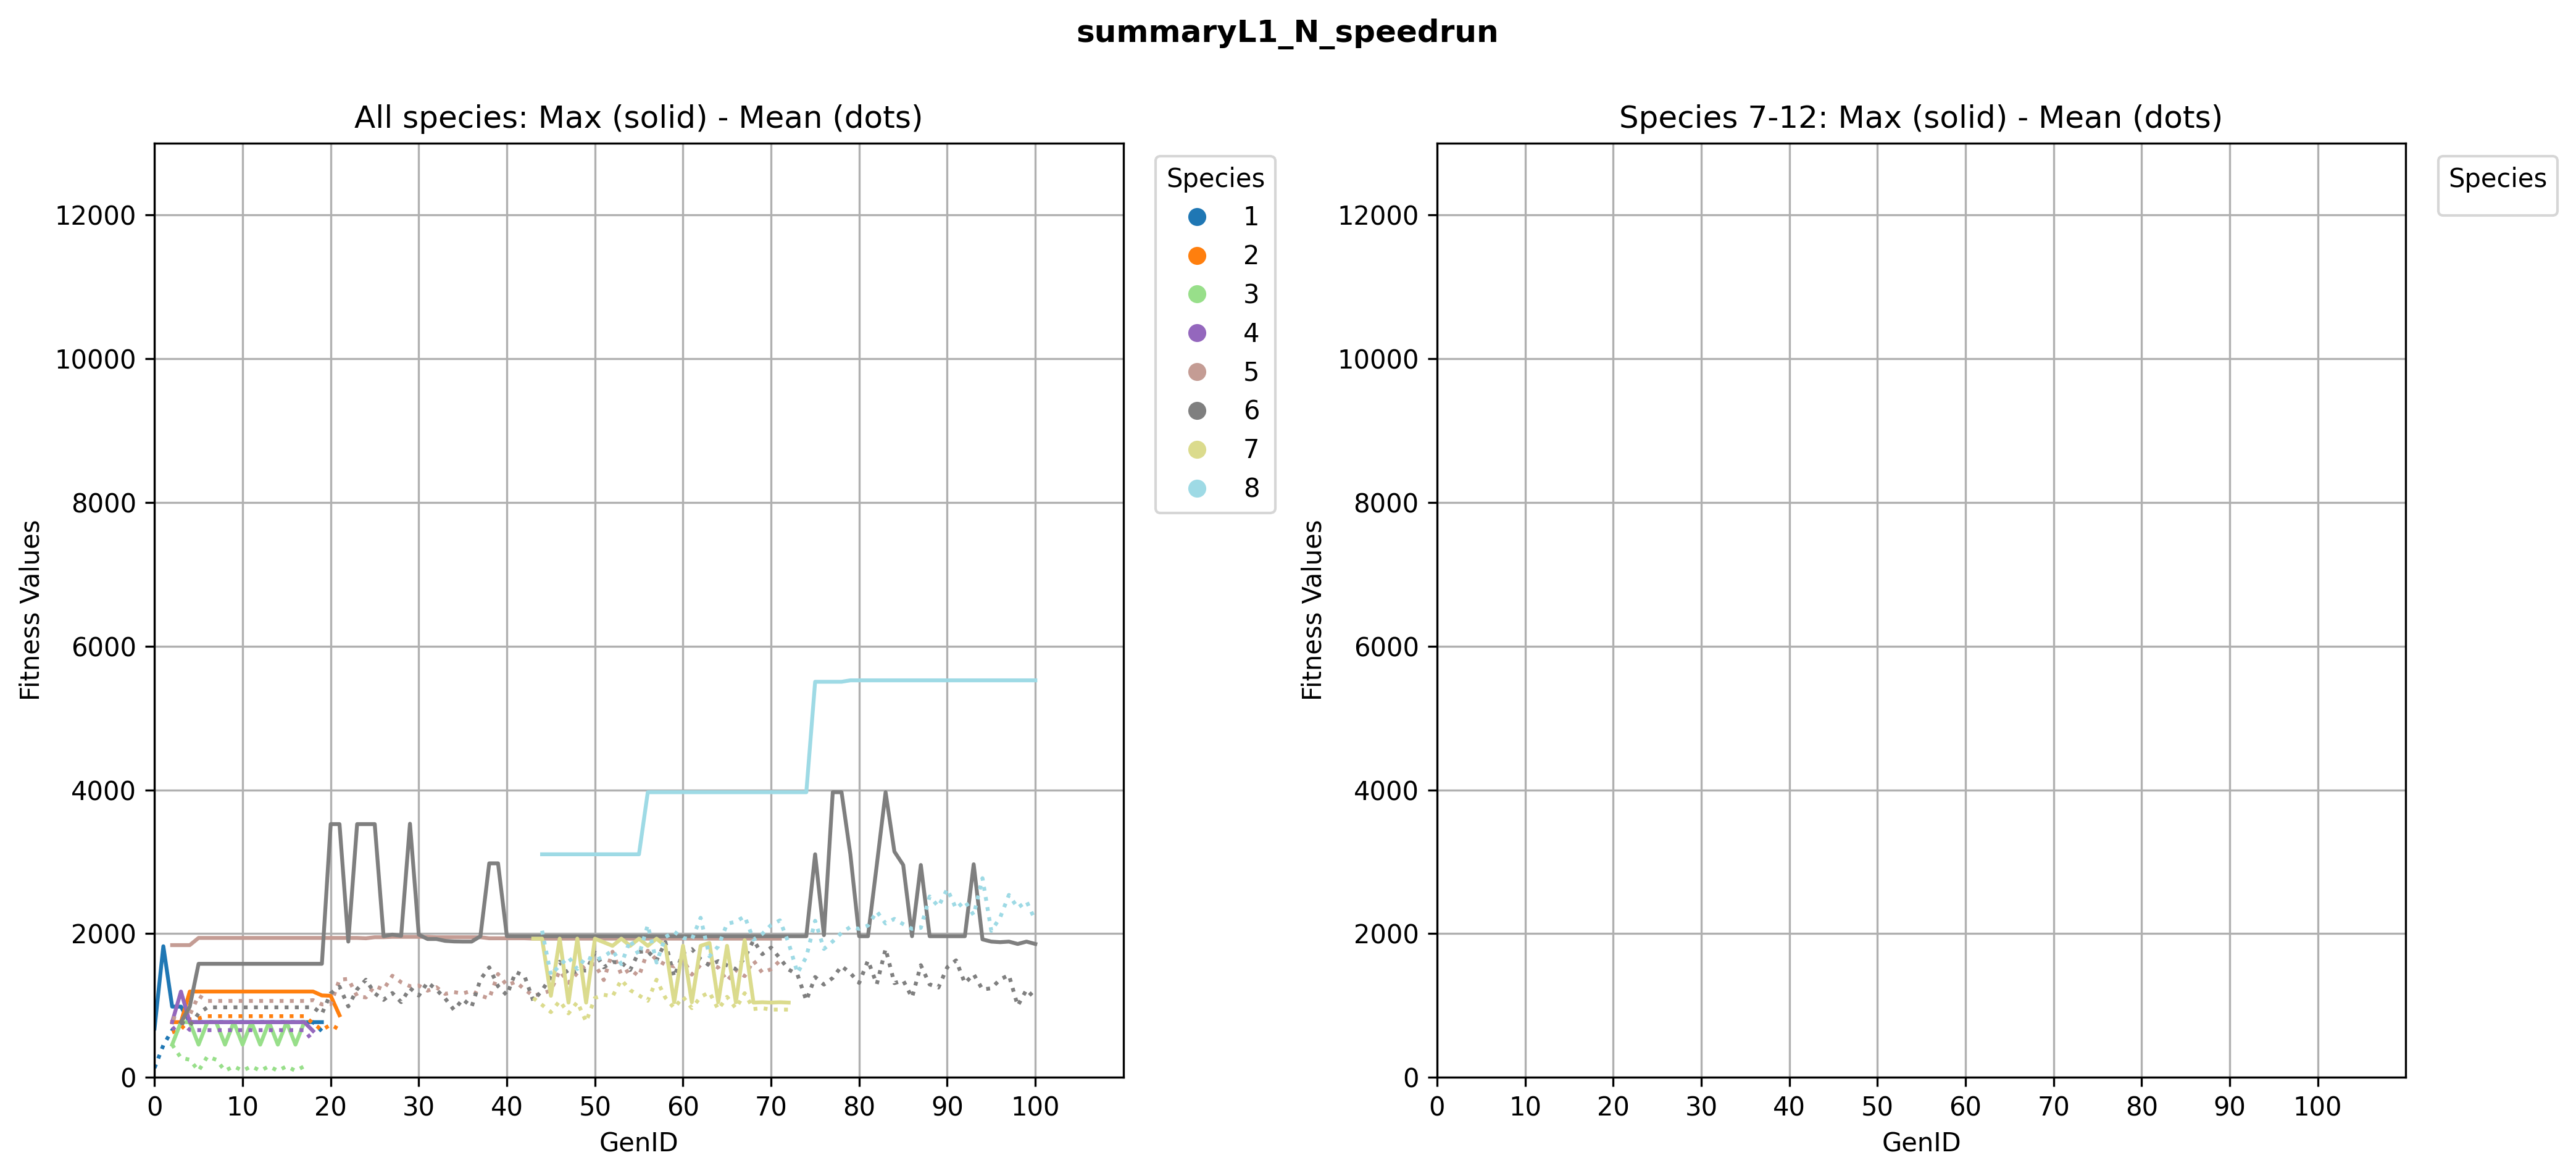 summaryL1_N_speedrun
All species: Max (solid) - Mean (dots)
Fitness Values
12000
10000
8000
6000
4000
2000
0
0 10 20 30 40 50 60 70 80 90 100
GenID
Species
1
2
3
4
5
6
7
8
Species 7-12: Max (solid) - Mean (dots)
Fitness Values
12000
10000
8000
6000
4000
2000
0
0 10 20 30 40 50 60 70 80 90 100
GenID
Species